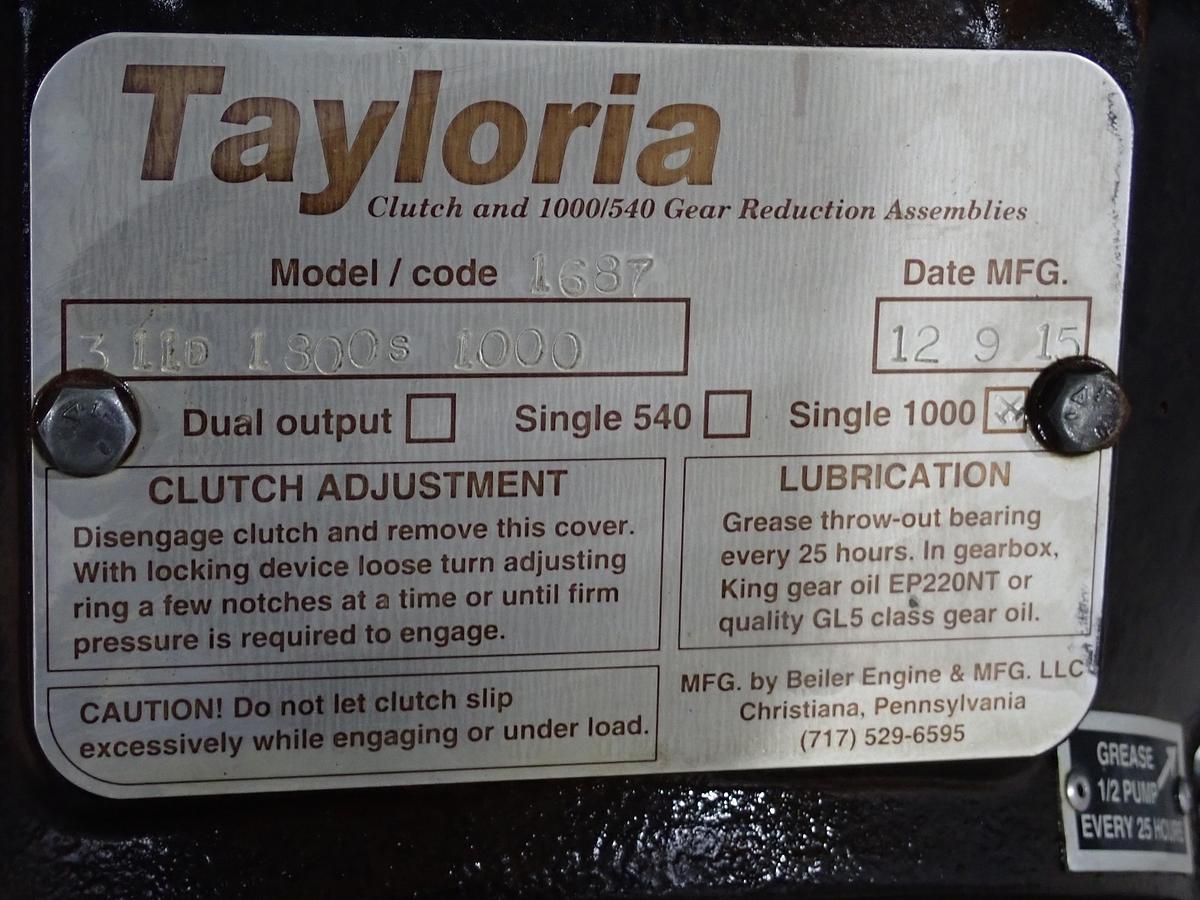 Tayloria
Clutch and 1000/540 Gear Reduction Assemblies
Model / code 1687
Date MFG.
3 11D 1800S 1000
12 9 15
Dual output
Single 540
Single 1000 X
CLUTCH ADJUSTMENT
Disengage clutch and remove this cover.
With locking device loose turn adjusting
ring a few notches at a time or until firm
pressure is required to engage.
LUBRICATION
Grease throw-out bearing
every 25 hours. In gearbox,
King gear oil EP220NT or
quality GL5 class gear oil.
CAUTION! Do not let clutch slip
excessively while engaging or under load.
MFG. by Beiler Engine & MFG. LLC
Christiana, Pennsylvania
(717) 529-6595
GREASE
1/2 PUMP
EVERY 25 HOURS